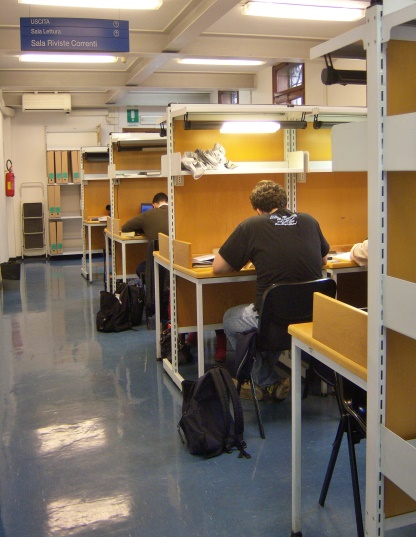 USCITA
Sala Lettura
Sala Riviste Correnti